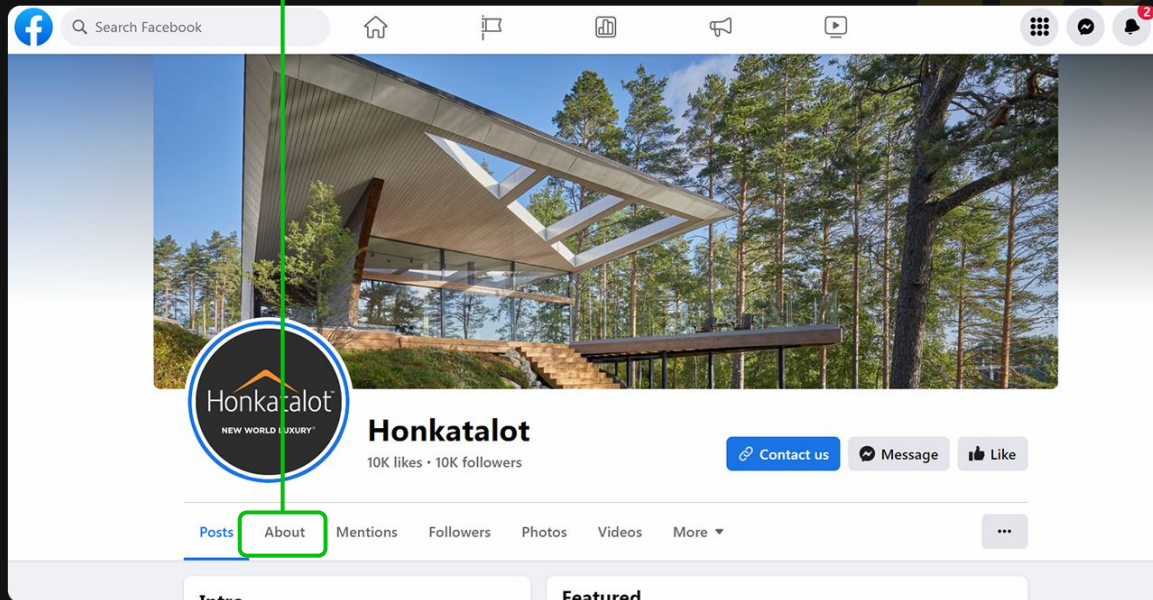 Search Facebook
2
Honkatalot
NEW WORLD LUXURY
Honkatalot
10K likes • 10K followers
Contact us
Message
Like
Posts
About
Mentions
Followers
Photos
Videos
More
Intro
Featured